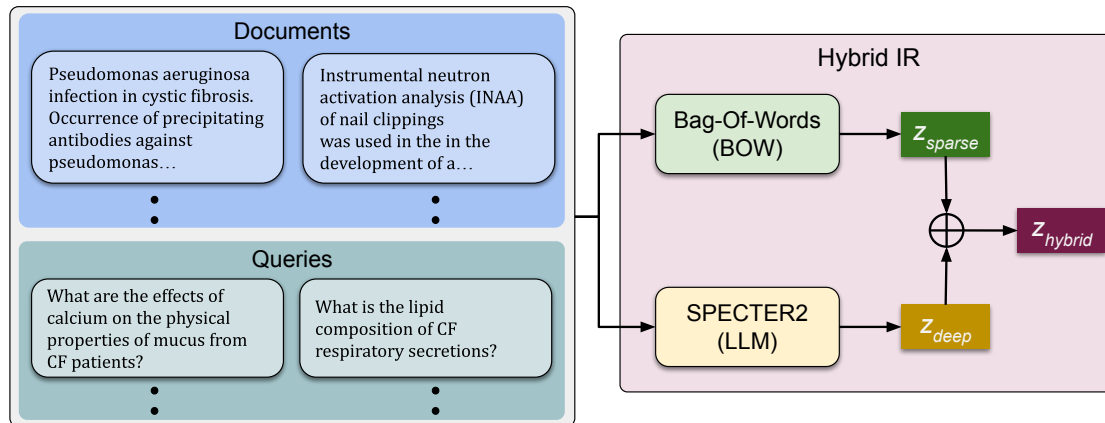 Documents
Pseudomonas aeruginosa
infection in cystic fibrosis.
Occurrence of precipitating
antibodies against
pseudomonas…
Instrumental neutron
activation analysis (INAA)
of nail clippings
was used in the in the
development of a…
Queries
What are the effects of
calcium on the physical
properties of mucus from
CF patients?
What is the lipid
composition of CF
respiratory secretions?
Hybrid IR
Bag-Of-Words
(BOW)
z_sparse
z_hybrid
SPECTER2
(LLM)
z_deep